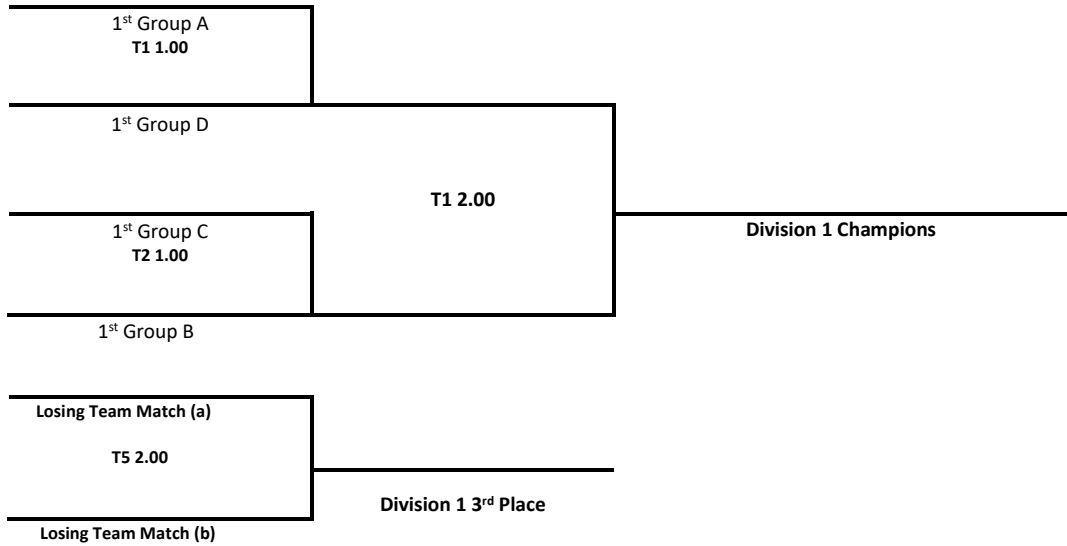 1st Group A
T1 1.00
1st Group D
T1 2.00
1st Group C
T2 1.00
Division 1 Champions
1st Group B
Losing Team Match (a)
T5 2.00
Division 1 3rd Place
Losing Team Match (b)